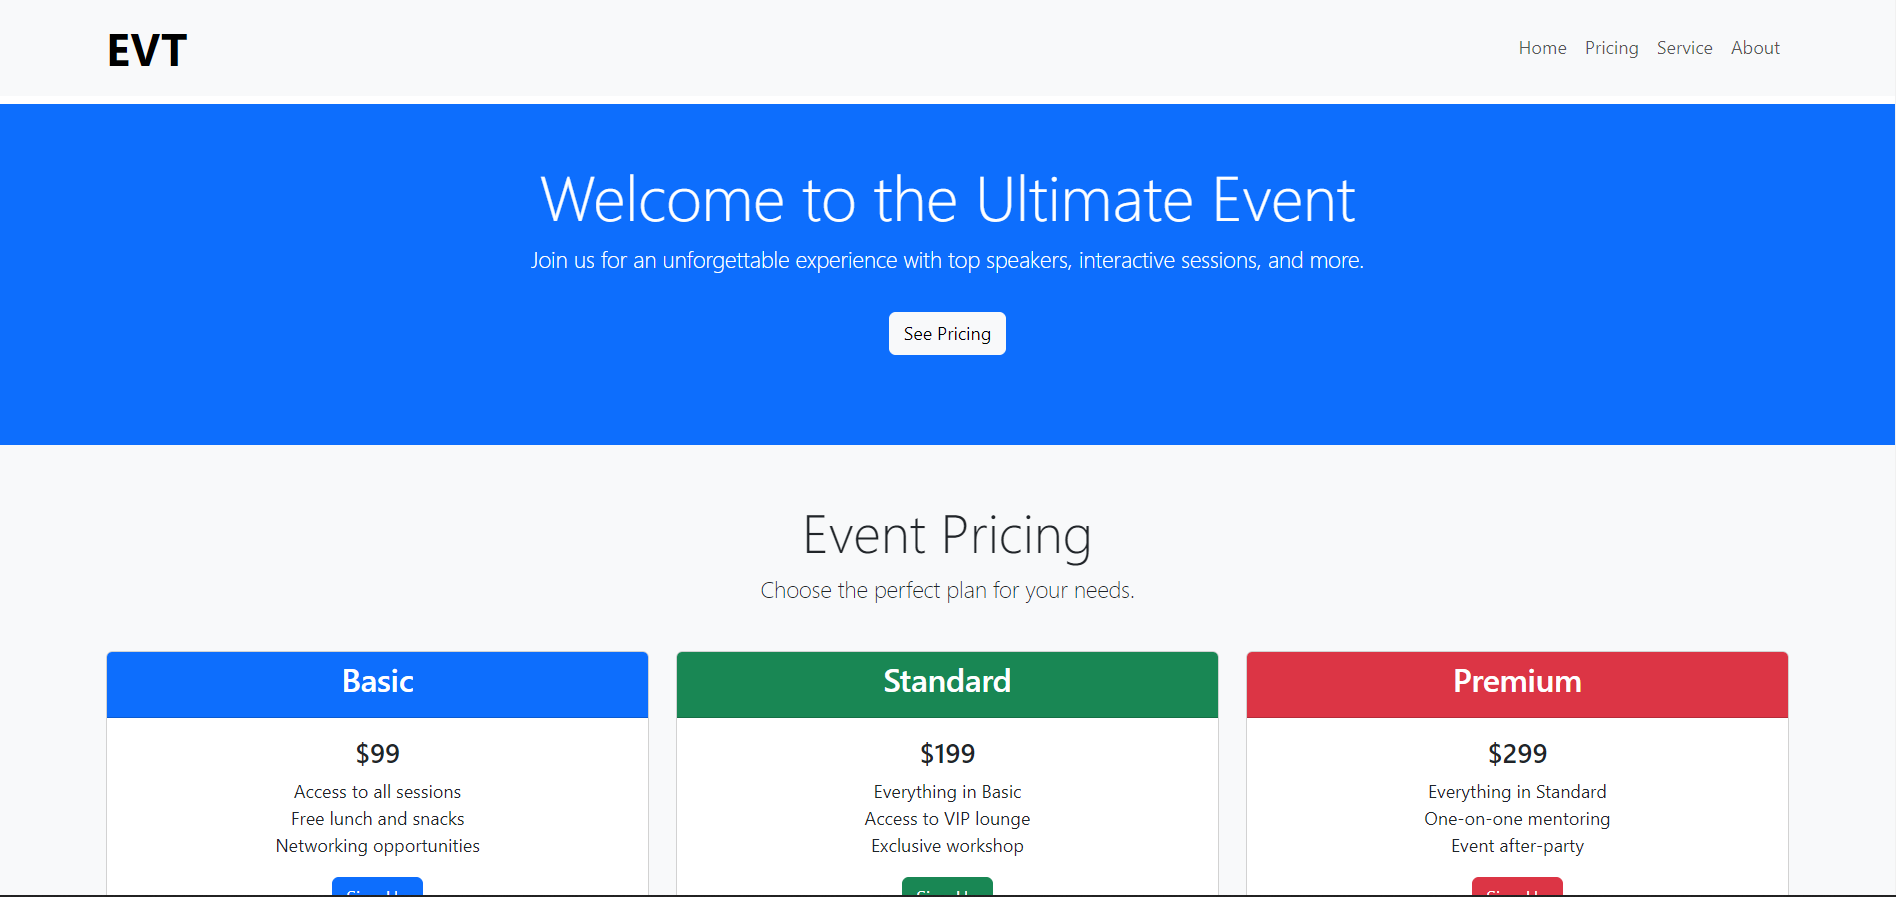 EVT
Home Pricing Service About
Welcome to the Ultimate Event
Join us for an unforgettable experience with top speakers, interactive sessions, and more.
See Pricing
Event Pricing
Choose the perfect plan for your needs.
Basic
$99
Access to all sessions
Free lunch and snacks
Networking opportunities
Standard
$199
Everything in Basic
Access to VIP lounge
Exclusive workshop
Premium
$299
Everything in Standard
One-on-one mentoring
Event after-party